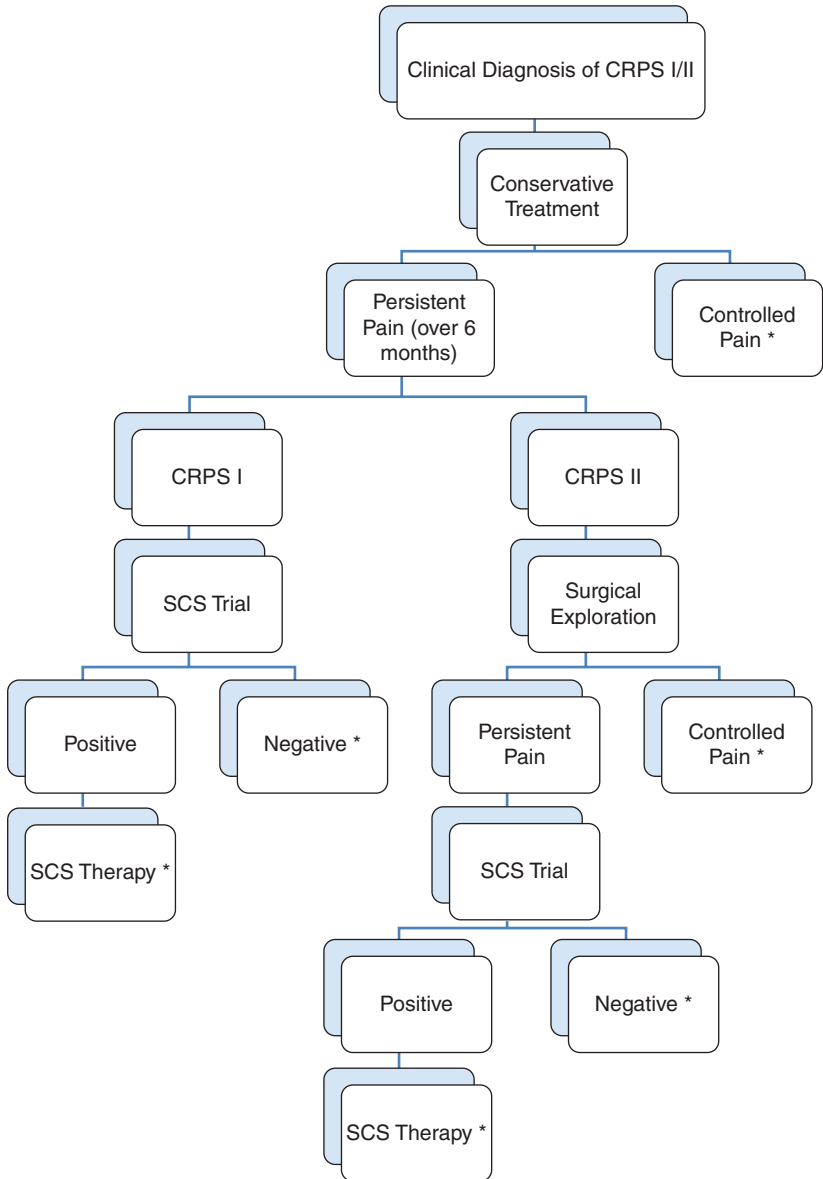 Clinical Diagnosis of CRPS I/II
Conservative
Treatment
Persistent
Pain (over 6
months)
Controlled
Pain *
CRPS I
CRPS II
SCS Trial
Surgical
Exploration
Positive
Negative *
Persistent
Pain
Controlled
Pain *
SCS Therapy *
SCS Trial
Positive
Negative *
SCS Therapy *